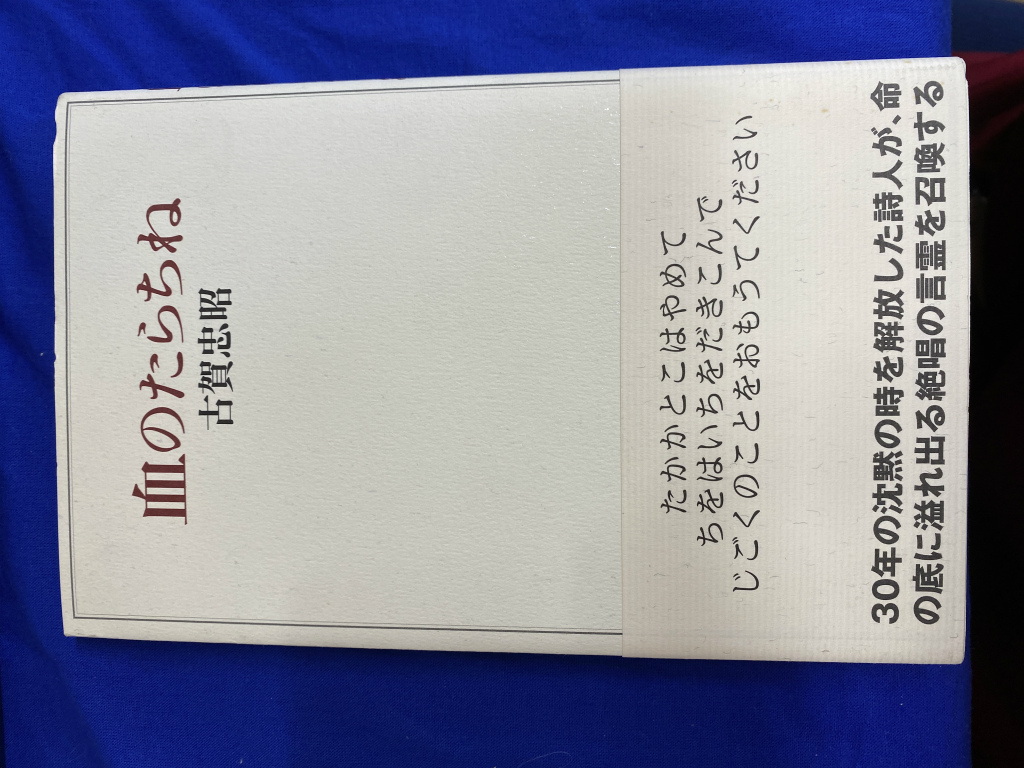 血のたらちね
古賀忠昭
たかかとこはやめて
ちをはいちをだきこんで
じごくのことをおもうてください
30年の沈黙の時を解放した詩人が、命
の底に溢れ出る絶唱の言霊を召喚する